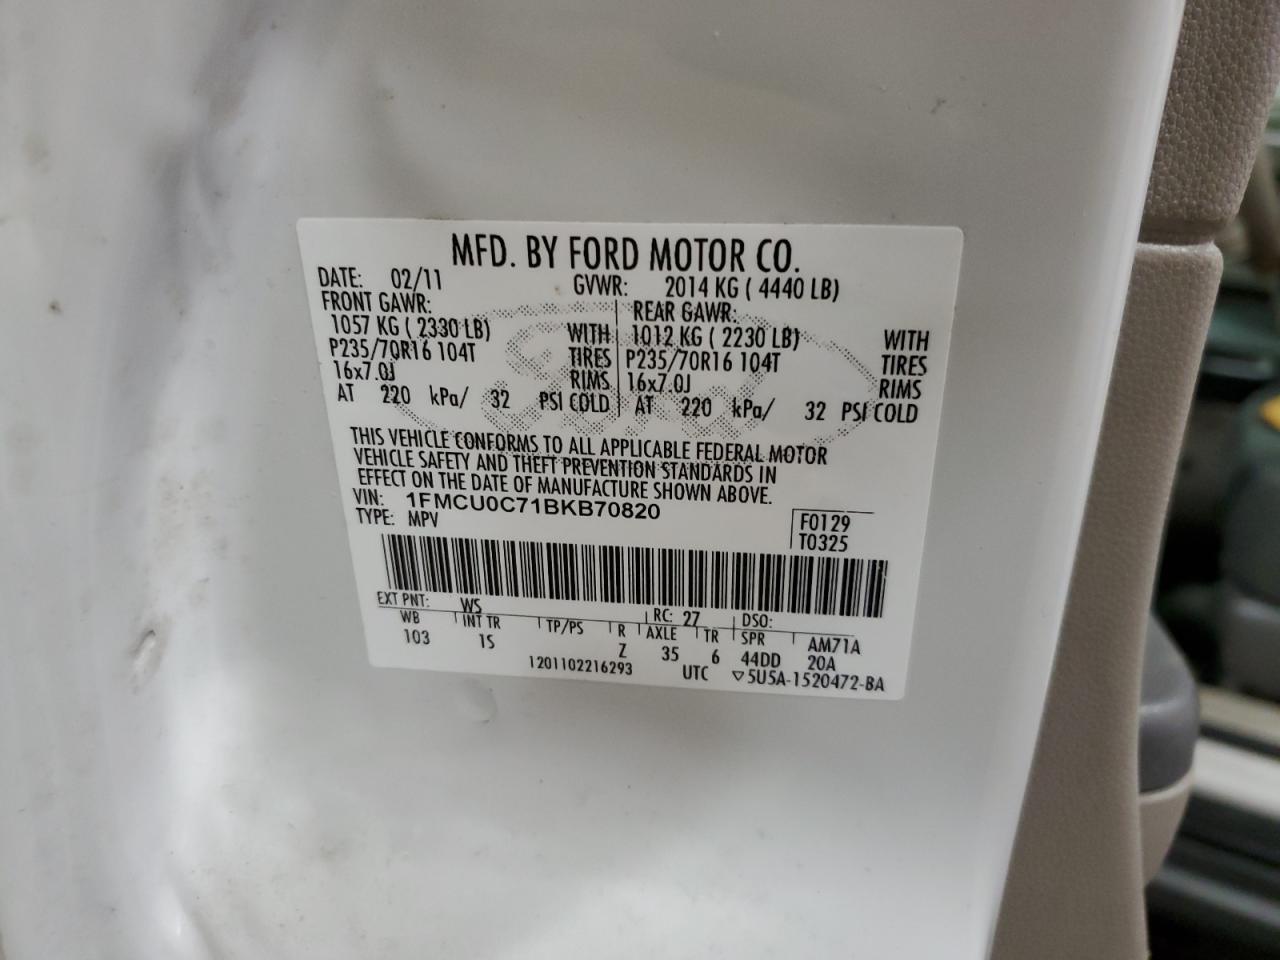 MFD. BY FORD MOTOR CO.
DATE: 02/11 GVWR: 2014 KG ( 4440 LB)
FRONT GAWR: REAR GAWR:
1057 KG ( 2330 LB) WITH 1012 KG ( 2230 LB) WITH
P235/70R16 104T TIRES P235/70R16 104T TIRES
16x7.0J RIMS 16x7.0J RIMS
AT 220 kPa/ 32 PSI COLD AT 220 kPa/ 32 PSI COLD
THIS VEHICLE CONFORMS TO ALL APPLICABLE FEDERAL MOTOR
VEHICLE SAFETY AND THEFT PREVENTION STANDARDS IN
EFFECT ON THE DATE OF MANUFACTURE SHOWN ABOVE.
VIN: 1FMCU0C71BKB70820
TYPE: MPV
F0129
T0325
EXT PNT: WS RC: 27 DSO:
WB INT TR TP/PS R AXLE TR SPR AM71A
103 1S Z 35 6 44DD 20A
1201102216293 UTC ▽5U5A-1520472-BA